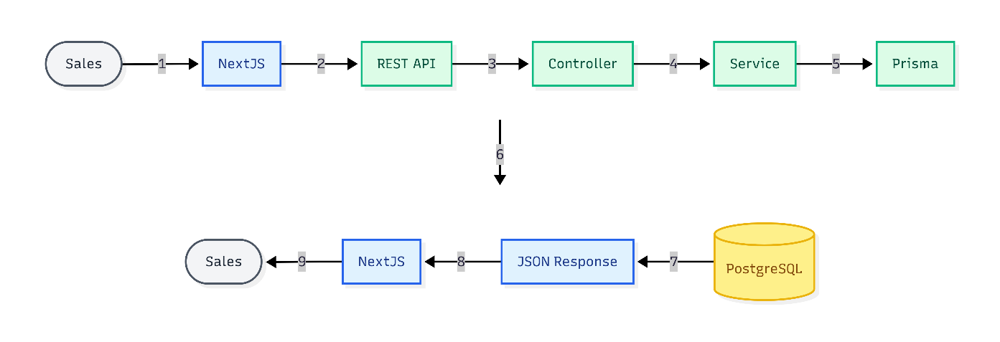 Sales
1
NextJS
2
REST API
3
Controller
4
Service
5
Prisma
6
Sales
9
NextJS
8
JSON Response
7
PostgreSQL